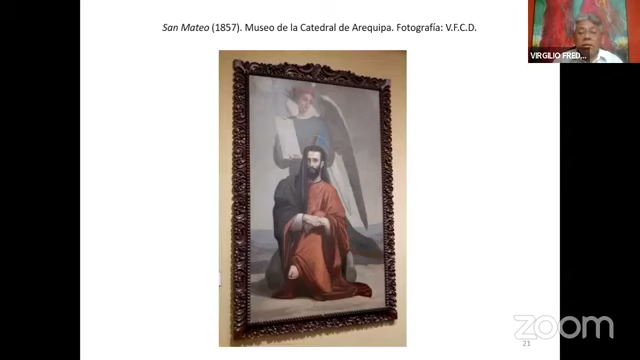 San Mateo (1857). Museo de la Catedral de Arequipa. Fotografía: V.F.C.D.
VIRGILIO FRED...
zoom
21